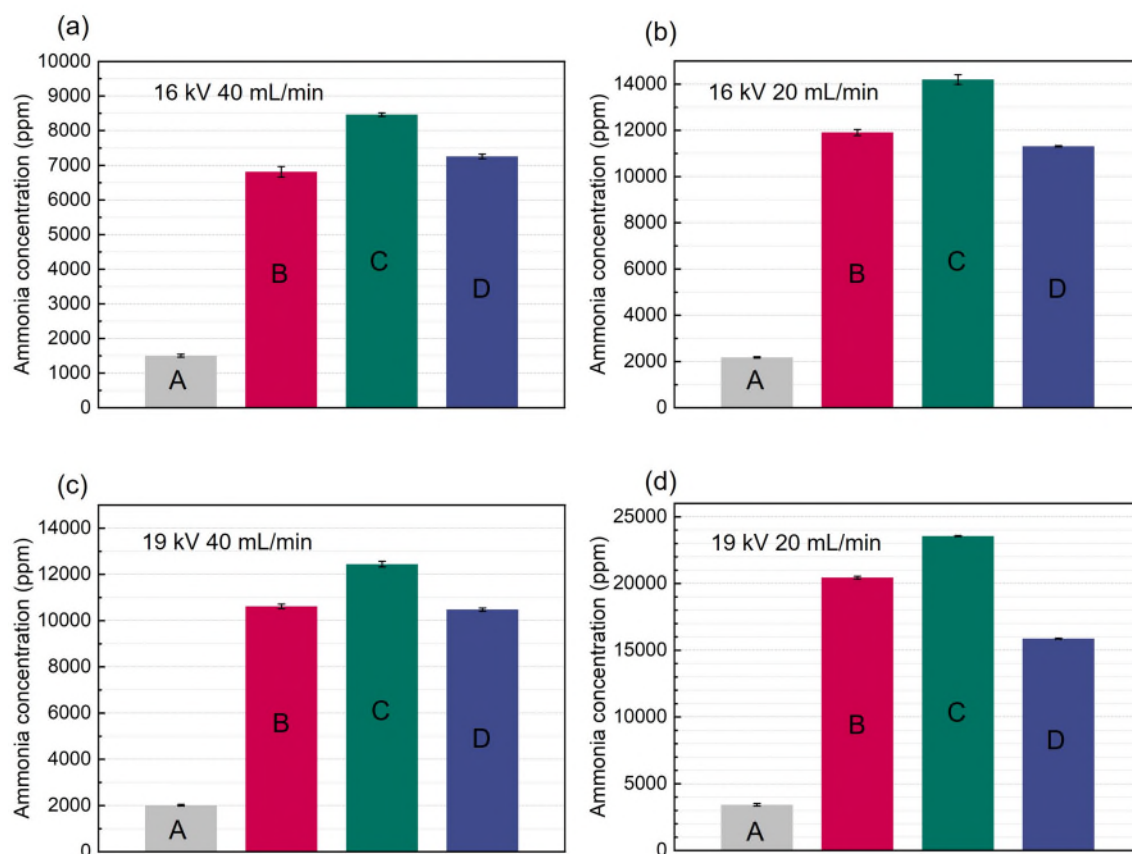 (a)
Ammonia concentration (ppm)
10000
9000
8000
7000
6000
5000
4000
3000
2000
1000
0
16 kV 40 mL/min
A
B
C
D
(b)
Ammonia concentration (ppm)
14000
12000
10000
8000
6000
4000
2000
0
16 kV 20 mL/min
A
B
C
D
(c)
Ammonia concentration (ppm)
14000
12000
10000
8000
6000
4000
2000
0
19 kV 40 mL/min
A
B
C
D
(d)
Ammonia concentration (ppm)
25000
20000
15000
10000
5000
0
19 kV 20 mL/min
A
B
C
D